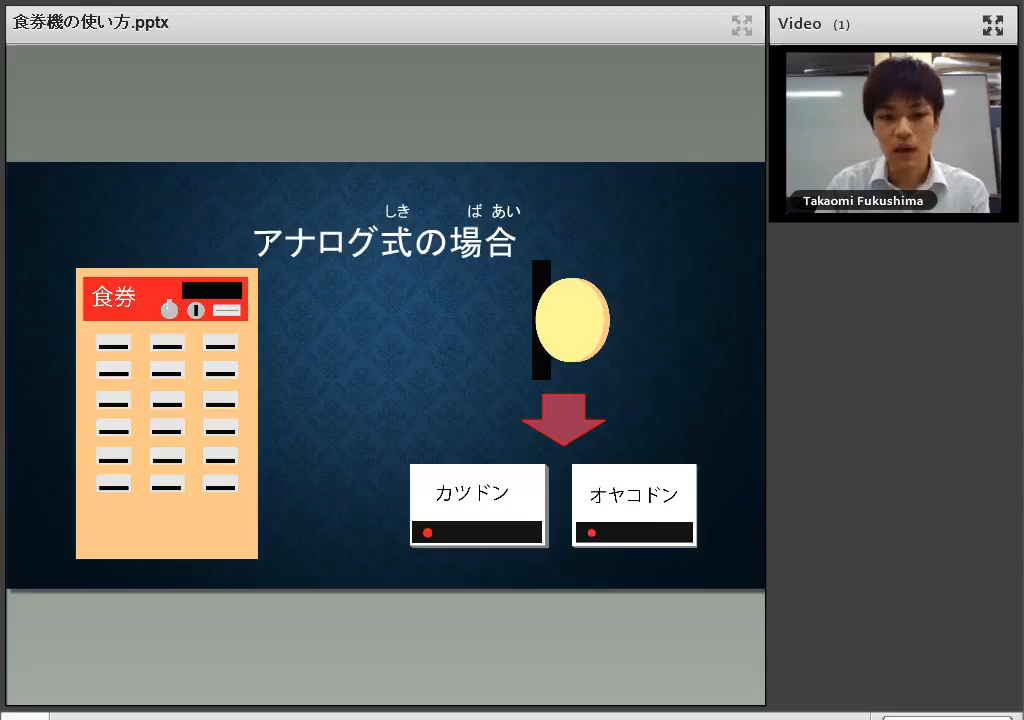 食券機の使い方.pptx
Video (1)
Takaomi Fukushima
しき ば あい
アナログ式の場合
食券
カツドン
オヤコドン